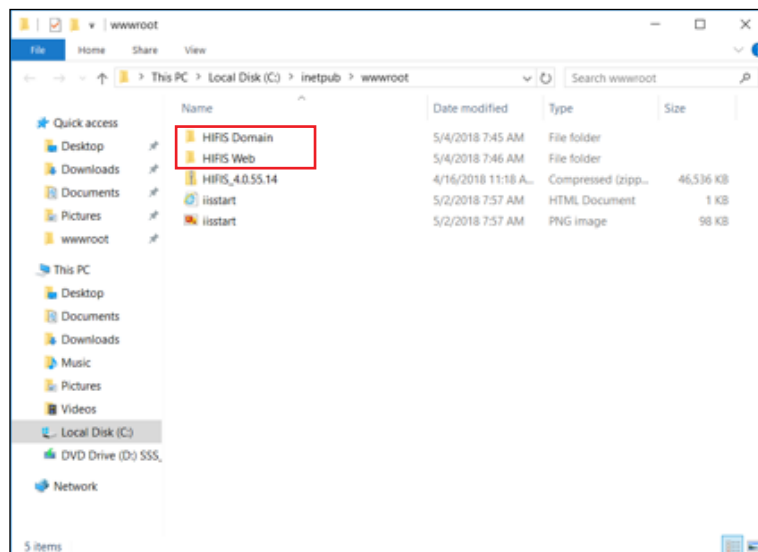 wwwroot
File Home Share View
This PC > Local Disk (C:) > inetpub > wwwroot
Search wwwroot
Name Date modified Type Size
Quick access
Desktop
Downloads
Documents
Pictures
wwwroot
This PC
Desktop
Documents
Downloads
Music
Pictures
Videos
Local Disk (C:)
DVD Drive (D:) SSS_
Network
HIFIS Domain 5/4/2018 7:45 AM File folder
HIFIS Web 5/4/2018 7:46 AM File folder
HIFIS_4.0.55.14 4/16/2018 11:18 A... Compressed (zipp... 46,536 KB
iisstart 5/2/2018 7:57 AM HTML Document 1 KB
iisstart 5/2/2018 7:57 AM PNG image 98 KB
5 items